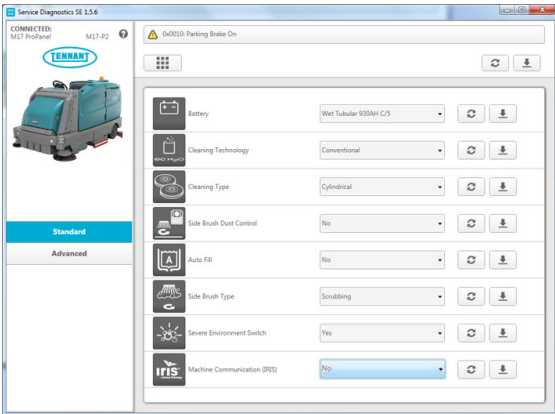 Service Diagnostics SE 1.5.6
CONNECTED:
M17 ProPanel M17-P2
TENNANT
Standard
Advanced
0x0010: Parking Brake On
Battery Wet Tubular 930AH C/5
ec-H2O
Cleaning Technology Conventional
Cleaning Type Cylindrical
Side Brush Dust Control No
A
Auto Fill No
Side Brush Type Scrubbing
Severe Environment Switch Yes
IRIS
Machine Communication (IRIS) No